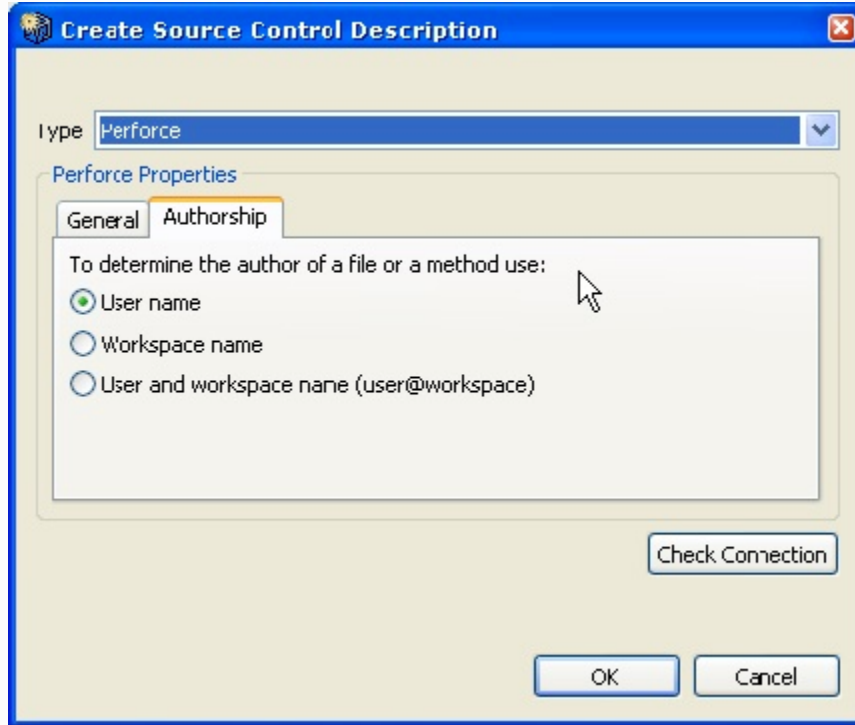 Create Source Control Description
Type Perforce
Perforce Properties
General Authorship
To determine the author of a file or a method use:
User name
Workspace name
User and workspace name (user@workspace)
Check Connection
OK Cancel